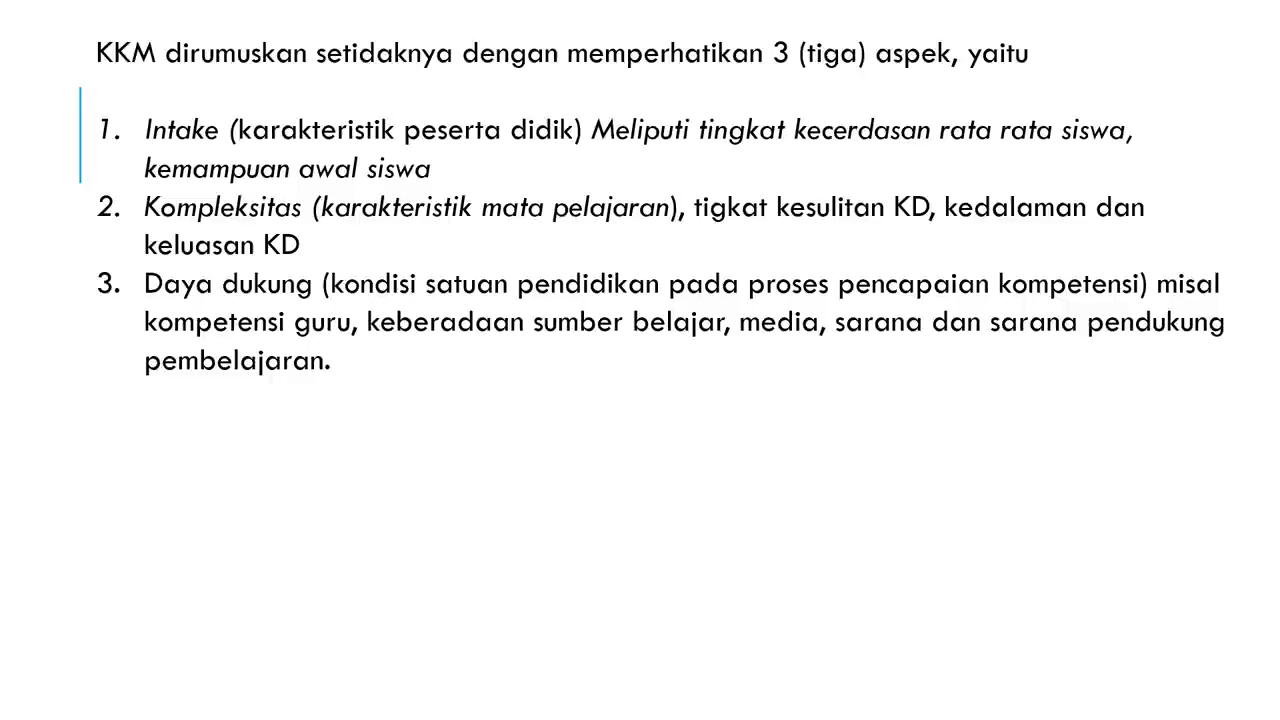 KKM dirumuskan setidaknya dengan memperhatikan 3 (tiga) aspek, yaitu
1. Intake (karakteristik peserta didik) Meliputi tingkat kecerdasan rata rata siswa,
kemampuan awal siswa
2. Kompleksitas (karakteristik mata pelajaran), tigkat kesulitan KD, kedalaman dan
keluasan KD
3. Daya dukung (kondisi satuan pendidikan pada proses pencapaian kompetensi) misal
kompetensi guru, keberadaan sumber belajar, media, sarana dan sarana pendukung
pembelajaran.